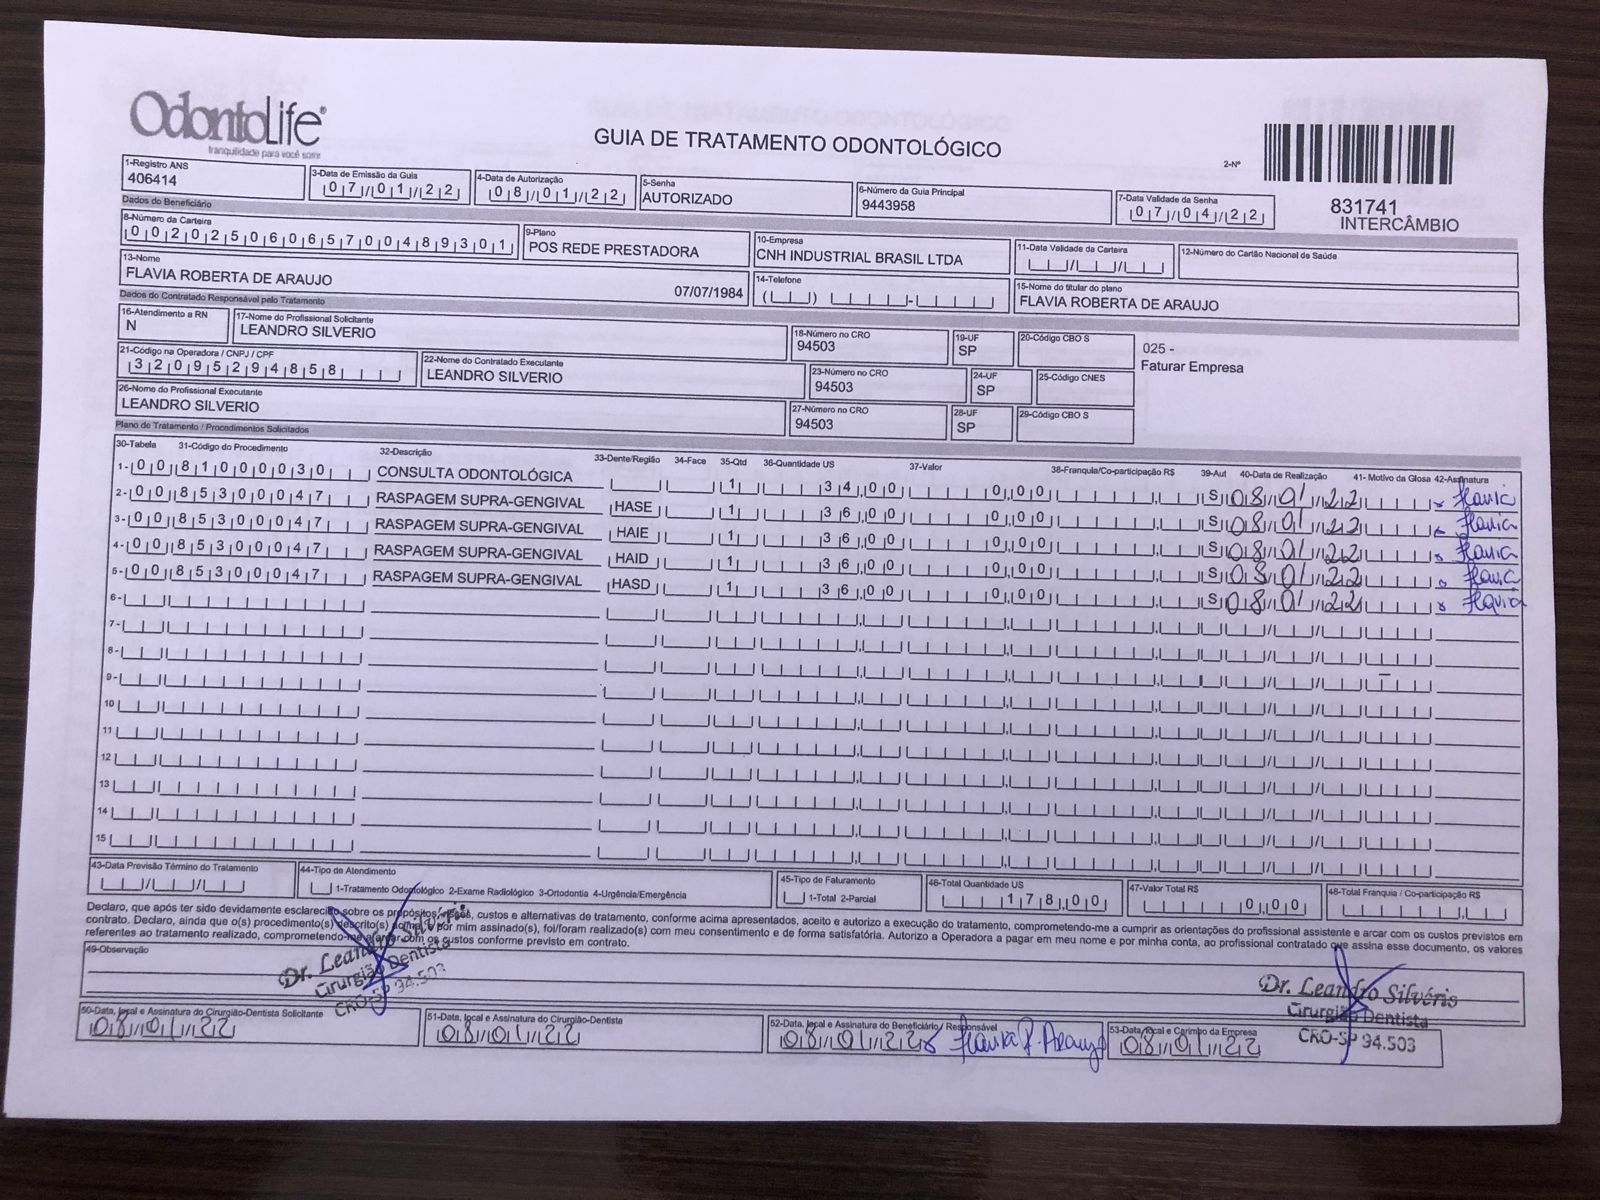 OdontoLife®
tranquilidade para você sorrir
GUIA DE TRATAMENTO ODONTOLÓGICO
2-Nº
831741
INTERCÂMBIO
1-Registro ANS
406414
3-Data de Emissão da Guia
07/01/22
4-Data de Autorização
08/01/22
5-Senha
AUTORIZADO
6-Número da Guia Principal
9443958
7-Data Validade da Senha
07/04/22
Dados do Beneficiário
8-Número da Carteira
00202506065700489301
9-Plano
POS REDE PRESTADORA
10-Empresa
CNH INDUSTRIAL BRASIL LTDA
11-Data Validade da Carteira
12-Número do Cartão Nacional de Saúde
13-Nome
FLAVIA ROBERTA DE ARAUJO 07/07/1984
14-Telefone
15-Nome do titular do plano
FLAVIA ROBERTA DE ARAUJO
Dados do Contratado Responsável pelo Tratamento
16-Atendimento a RN
N
17-Nome do Profissional Solicitante
LEANDRO SILVERIO
18-Número no CRO
94503
19-UF
SP
20-Código CBO S
025 -
Faturar Empresa
21-Código na Operadora / CNPJ / CPF
32095294858
22-Nome do Contratado Executante
LEANDRO SILVERIO
23-Número no CRO
94503
24-UF
SP
25-Código CNES
26-Nome do Profissional Executante
LEANDRO SILVERIO
27-Número no CRO
94503
28-UF
SP
29-Código CBO S
Plano de Tratamento / Procedimentos Solicitados
30-Tabela 31-Código do Procedimento 32-Descrição 33-Dente/Região 34-Face 35-Qtd 36-Quantidade US 37-Valor 38-Franquia/Co-participação R$ 39-Aut 40-Data de Realização 41- Motivo da Glosa 42-Assinatura
1- 00 81000030 CONSULTA ODONTOLÓGICA 1 34,00 0,00 S 08/01/22 Flavia
2- 00 85300047 RASPAGEM SUPRA-GENGIVAL HASE 1 36,00 0,00 S 08/01/22 Flavia
3- 00 85300047 RASPAGEM SUPRA-GENGIVAL HAIE 1 36,00 0,00 S 08/01/22 Flavia
4- 00 85300047 RASPAGEM SUPRA-GENGIVAL HAID 1 36,00 0,00 S 08/01/22 Flavia
5- 00 85300047 RASPAGEM SUPRA-GENGIVAL HASD 1 36,00 0,00 S 08/01/22 Flavia
6-
7-
8-
9-
10
11
12
13
14
15
43-Data Previsão Término do Tratamento
44-Tipo de Atendimento
1-Tratamento Odontológico 2-Exame Radiológico 3-Ortodontia 4-Urgência/Emergência
45-Tipo de Faturamento
1-Total 2-Parcial
46-Total Quantidade US
178,00
47-Valor Total R$
0,00
48-Total Franquia / Co-participação R$
Declaro, que após ter sido devidamente esclarecido sobre os propósitos, riscos, custos e alternativas de tratamento, conforme acima apresentados, aceito e autorizo a execução do tratamento, comprometendo-me a cumprir as orientações do profissional assistente e arcar com os custos previstos em
contrato. Declaro, ainda que o(s) procedimento(s) descrito(s) acima, e por mim assinado(s), foi/foram realizado(s) com meu consentimento e de forma satisfatória. Autorizo a Operadora a pagar em meu nome e por minha conta, ao profissional contratado que assina esse documento, os valores
referentes ao tratamento realizado, comprometendo-me a arcar com os custos conforme previsto em contrato.
49-Observação
Dr. Leandro Silvério
Cirurgião Dentista
CRO-SP 94.503
Dr. Leandro Silvério
Cirurgião Dentista
CRO-SP 94.503
50-Data, local e Assinatura do Cirurgião-Dentista Solicitante
08/01/22
51-Data, local e Assinatura do Cirurgião-Dentista
08/01/22
52-Data, local e Assinatura do Beneficiário/ Responsável
08/01/22 Flavia R. Araujo
53-Data, local e Carimbo da Empresa
08/01/22